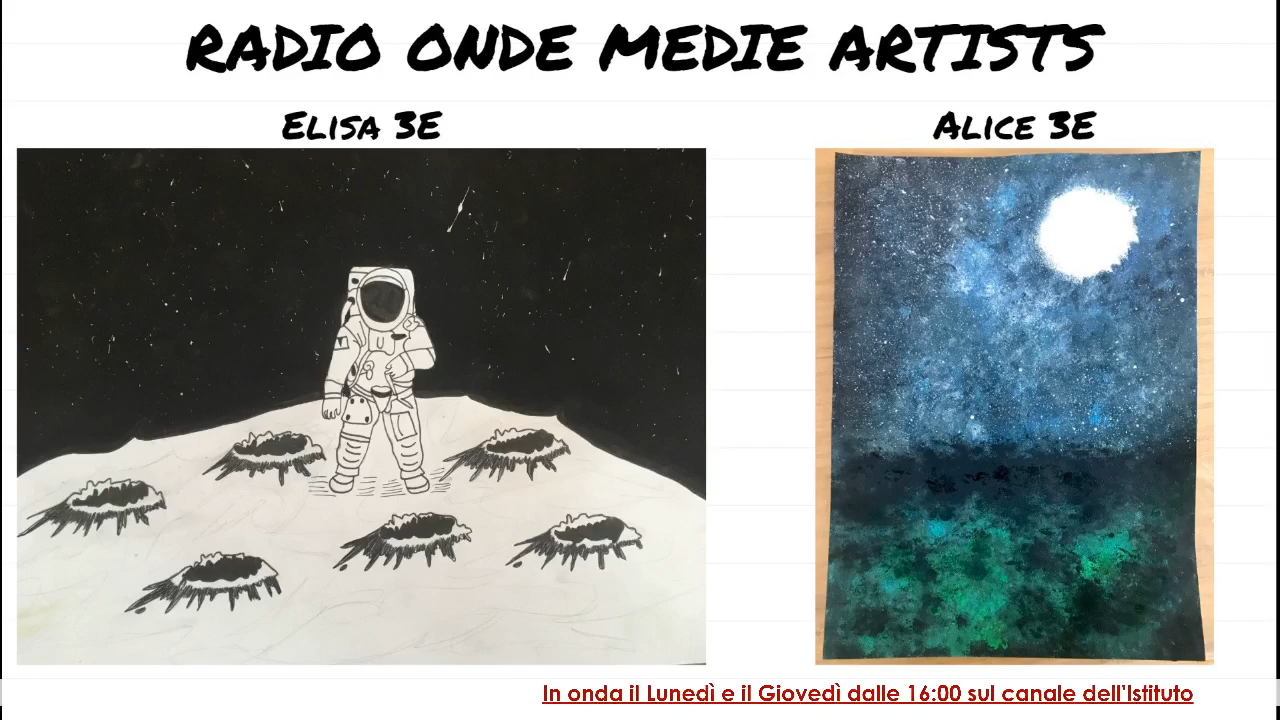 RADIO ONDE MEDIE ARTISTS
ELISA 3E
ALICE 3E
In onda il Lunedì e il Giovedì dalle 16:00 sul canale dell'Istituto